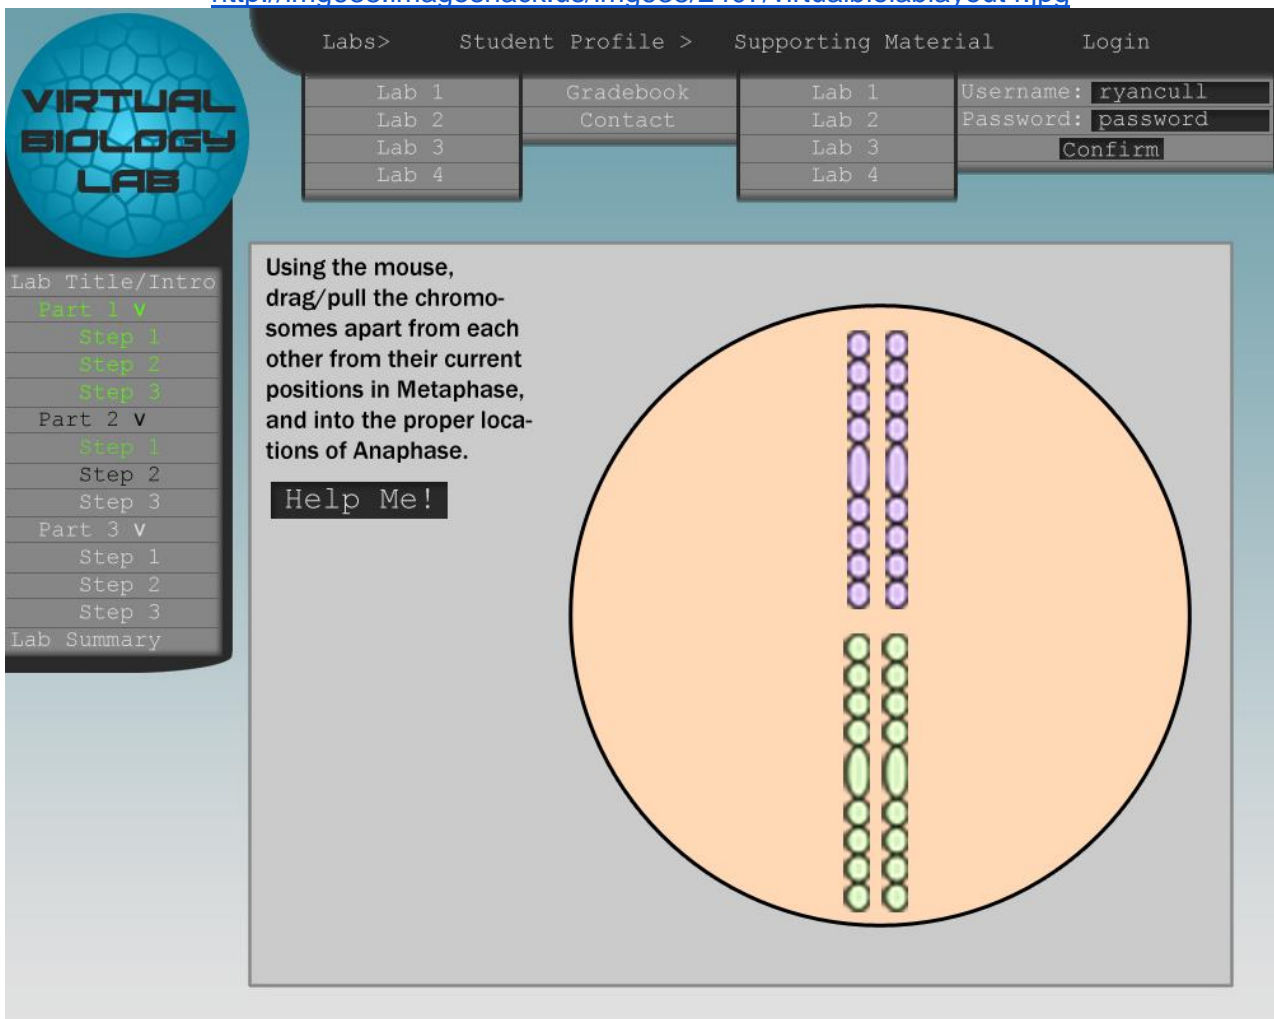 Labs> Student Profile > Supporting Material Login
VIRTUAL
BIOLOGY
LAB
Lab 1 Gradebook Lab 1 Username: ryancull
Lab 2 Contact Lab 2 Password: password
Lab 3 Lab 3 Confirm
Lab 4 Lab 4
Lab Title/Intro
Part 1 v
Step 1
Step 2
Step 3
Part 2 v
Step 1
Step 2
Step 3
Part 3 v
Step 1
Step 2
Step 3
Lab Summary
Using the mouse,
drag/pull the chromo-
somes apart from each
other from their current
positions in Metaphase,
and into the proper loca-
tions of Anaphase.
Help Me!